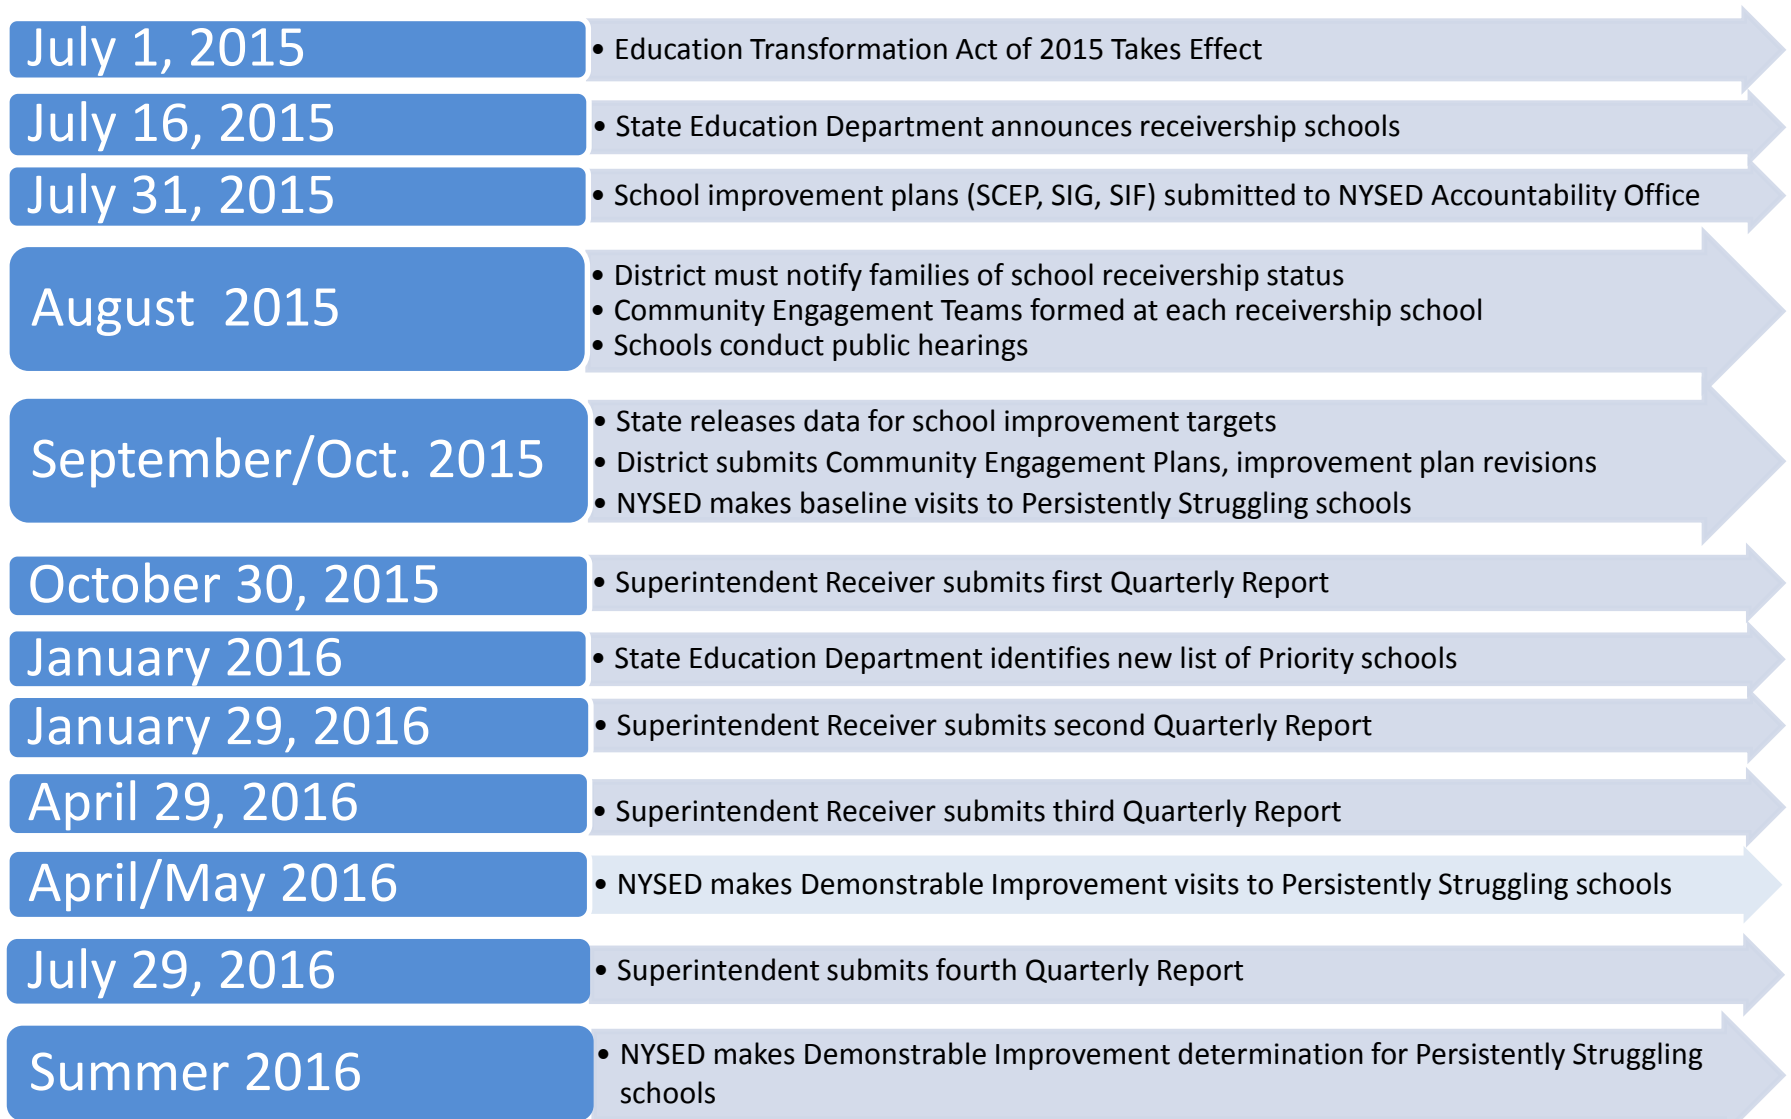 July 1, 2015
• Education Transformation Act of 2015 Takes Effect
July 16, 2015
• State Education Department announces receivership schools
July 31, 2015
• School improvement plans (SCEP, SIG, SIF) submitted to NYSED Accountability Office
August 2015
• District must notify families of school receivership status
• Community Engagement Teams formed at each receivership school
• Schools conduct public hearings
September/Oct. 2015
• State releases data for school improvement targets
• District submits Community Engagement Plans, improvement plan revisions
• NYSED makes baseline visits to Persistently Struggling schools
October 30, 2015
• Superintendent Receiver submits first Quarterly Report
January 2016
• State Education Department identifies new list of Priority schools
January 29, 2016
• Superintendent Receiver submits second Quarterly Report
April 29, 2016
• Superintendent Receiver submits third Quarterly Report
April/May 2016
• NYSED makes Demonstrable Improvement visits to Persistently Struggling schools
July 29, 2016
• Superintendent submits fourth Quarterly Report
Summer 2016
• NYSED makes Demonstrable Improvement determination for Persistently Struggling
schools